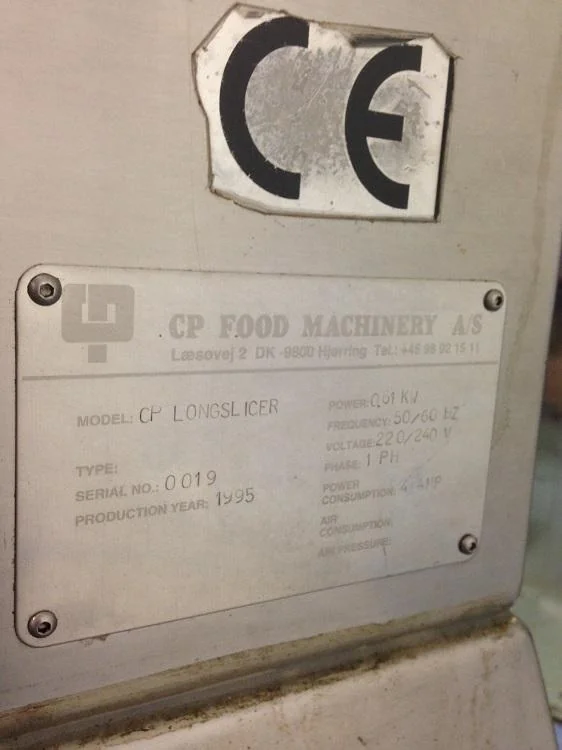 CE
CP FOOD MACHINERY A/S
Læsøvej 2 DK -9800 Hjørring Tel.: +45 98 92 15 11
MODEL: CP LONGSLICER
TYPE:
SERIAL NO.: 0019
PRODUCTION YEAR: 1995
POWER: KW
FREQUENCY: 50/60 HZ
VOLTAGE: 220/240 V
PHASE: 1 PH
POWER
CONSUMPTION:
AIR
CONSUMPTION:
AIR PRESSURE: